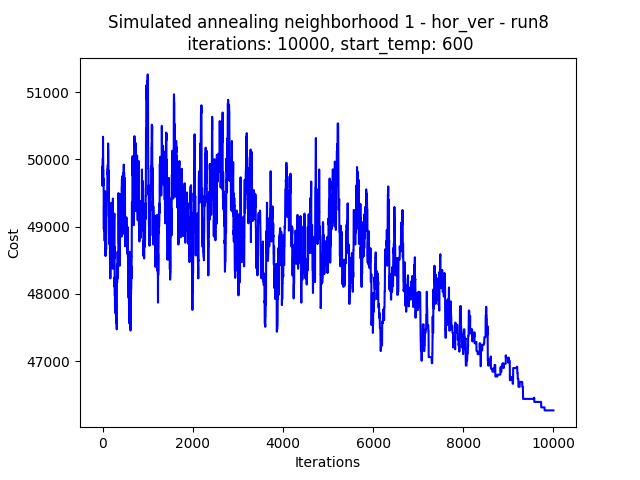 Simulated annealing neighborhood 1 - hor_ver - run8
iterations: 10000, start_temp: 600
51000
50000
49000
48000
47000
Cost
0 2000 4000 6000 8000 10000
Iterations